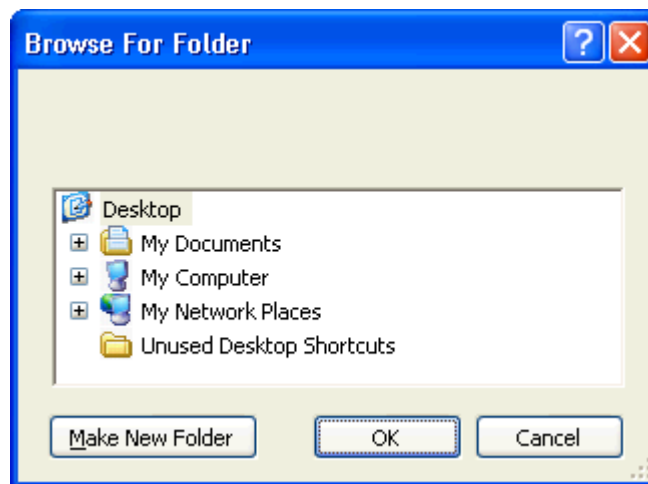 Browse For Folder
Desktop
My Documents
My Computer
My Network Places
Unused Desktop Shortcuts
Make New Folder OK Cancel